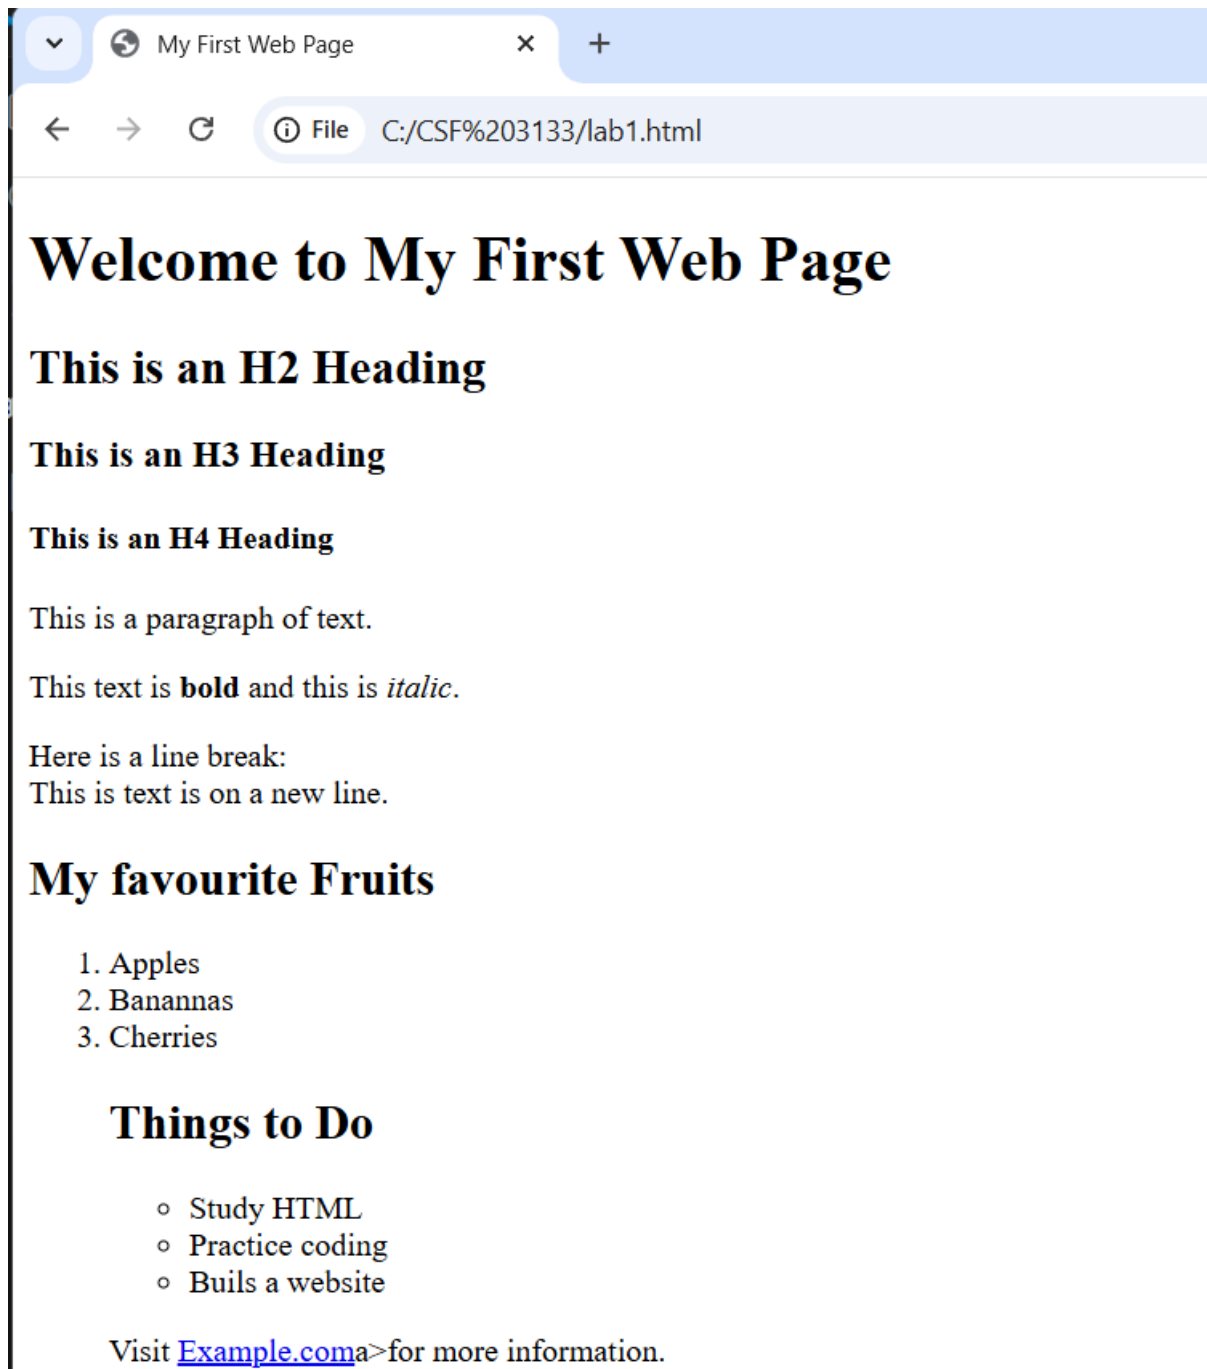 My First Web Page
File C:/CSF%203133/lab1.html
Welcome to My First Web Page
This is an H2 Heading
This is an H3 Heading
This is an H4 Heading
This is a paragraph of text.
This text is bold and this is italic.
Here is a line break:
This is text is on a new line.
My favourite Fruits
1. Apples
2. Banannas
3. Cherries
Things to Do
Study HTML
Practice coding
Buils a website
Visit Example.coma>for more information.